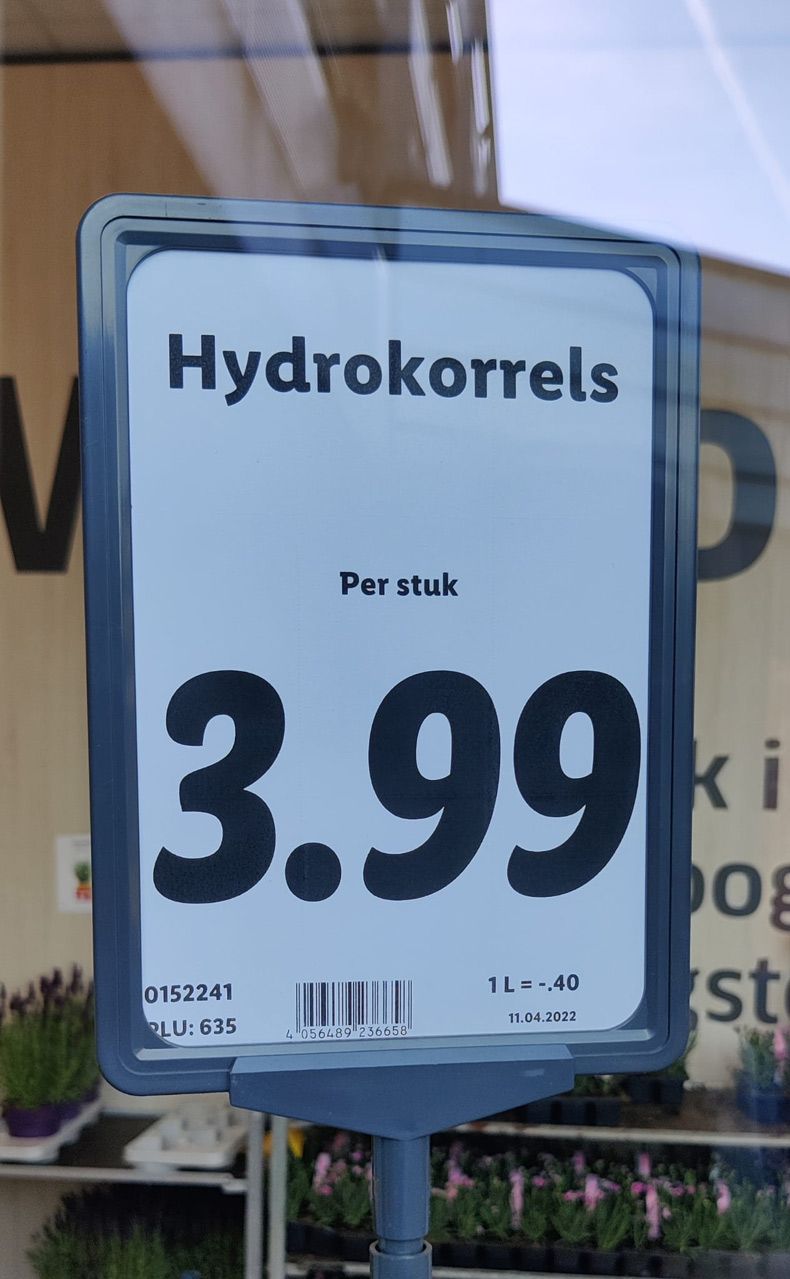 Hydrokorrels
Per stuk
3.99
0152241
PLU: 635
4 056489 236658
1 L = -.40
11.04.2022
k i